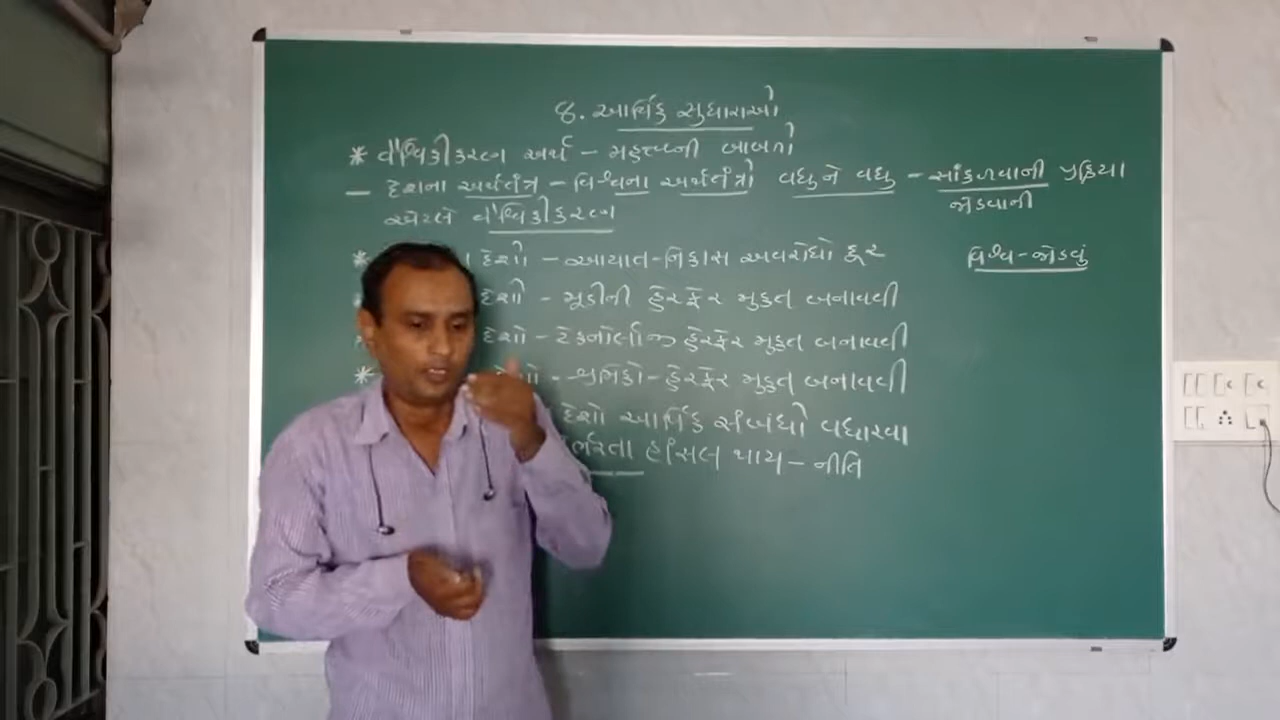 8. આર્થિક સુધારાઓ
* વૈશ્વિકીકરણ અર્થ - મહત્ત્વની બાબતો
- દેશના અર્થતંત્ર - વિશ્વના અર્થતંત્રો વધુ ને વધુ - સાંકળવાની પ્રક્રિયા
જોડવાની
એટલે વૈશ્વિકીકરણ
* દેશો - આયાત-નિકાસ અવરોધો દૂર
વિશ્વ-જોડવું
* દેશો - મૂડીની હેરફેર મુક્ત બનાવવી
દેશો - ટેકનોલોજી હેરફેર મુક્ત બનાવવી
* દેશો - શ્રમિકો - હેરફેર મુક્ત બનાવવી
દેશો આર્થિક સંબંધો વધારવા
હાંસલ થાય - નીતિ